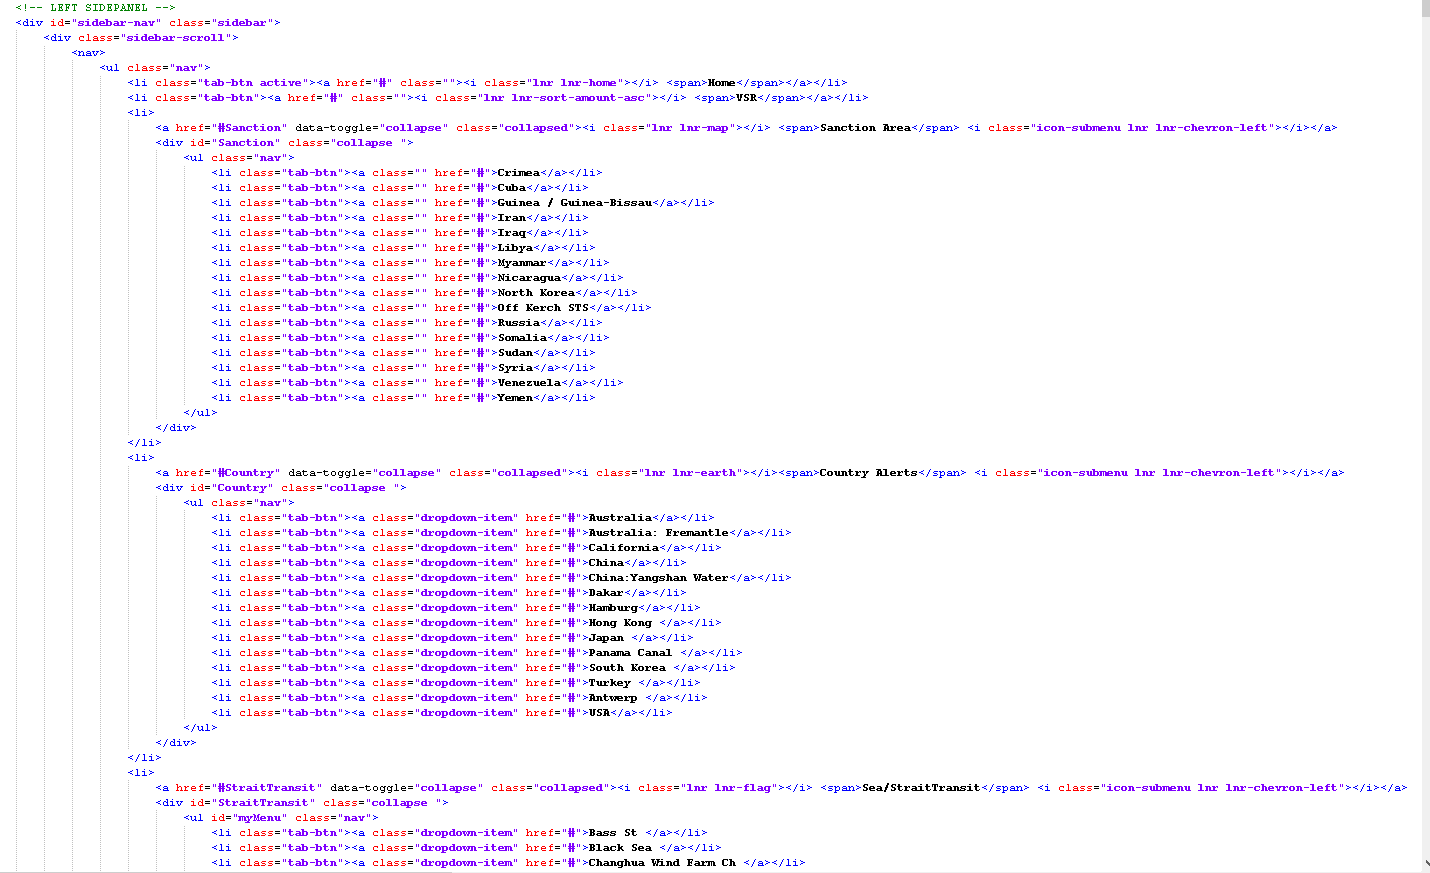 <!-- LEFT SIDEPANEL -->
<div id="sidebar-nav" class="sidebar">
<div class="sidebar-scroll">
<nav>
<ul class="nav">
<li class="tab-btn active"><a href="#" class=""><i class="lnr lnr-home"></i> <span>Home</span></a></li>
<li class="tab-btn"><a href="#" class=""><i class="lnr lnr-sort-amount-asc"></i> <span>VSR</span></a></li>
<li>
<a href="#Sanction" data-toggle="collapse" class="collapsed"><i class="lnr lnr-map"></i> <span>Sanction Area</span> <i class="icon-submenu lnr lnr-chevron-left"></i></a>
<div id="Sanction" class="collapse ">
<ul class="nav">
<li class="tab-btn"><a class="" href="#">Crimea</a></li>
<li class="tab-btn"><a class="" href="#">Cuba</a></li>
<li class="tab-btn"><a class="" href="#">Guinea / Guinea-Bissau</a></li>
<li class="tab-btn"><a class="" href="#">Iran</a></li>
<li class="tab-btn"><a class="" href="#">Iraq</a></li>
<li class="tab-btn"><a class="" href="#">Libya</a></li>
<li class="tab-btn"><a class="" href="#">Myanmar</a></li>
<li class="tab-btn"><a class="" href="#">Nicaragua</a></li>
<li class="tab-btn"><a class="" href="#">North Korea</a></li>
<li class="tab-btn"><a class="" href="#">Off Kerch STS</a></li>
<li class="tab-btn"><a class="" href="#">Russia</a></li>
<li class="tab-btn"><a class="" href="#">Somalia</a></li>
<li class="tab-btn"><a class="" href="#">Sudan</a></li>
<li class="tab-btn"><a class="" href="#">Syria</a></li>
<li class="tab-btn"><a class="" href="#">Venezuela</a></li>
<li class="tab-btn"><a class="" href="#">Yemen</a></li>
</ul>
</div>
</li>
<li>
<a href="#Country" data-toggle="collapse" class="collapsed"><i class="lnr lnr-earth"></i><span>Country Alerts</span> <i class="icon-submenu lnr lnr-chevron-left"></i></a>
<div id="Country" class="collapse ">
<ul class="nav">
<li class="tab-btn"><a class="dropdown-item" href="#">Australia</a></li>
<li class="tab-btn"><a class="dropdown-item" href="#">Australia: Fremantle</a></li>
<li class="tab-btn"><a class="dropdown-item" href="#">California</a></li>
<li class="tab-btn"><a class="dropdown-item" href="#">China</a></li>
<li class="tab-btn"><a class="dropdown-item" href="#">China:Yangshan Water</a></li>
<li class="tab-btn"><a class="dropdown-item" href="#">Dakar</a></li>
<li class="tab-btn"><a class="dropdown-item" href="#">Hamburg</a></li>
<li class="tab-btn"><a class="dropdown-item" href="#">Hong Kong </a></li>
<li class="tab-btn"><a class="dropdown-item" href="#">Japan </a></li>
<li class="tab-btn"><a class="dropdown-item" href="#">Panama Canal </a></li>
<li class="tab-btn"><a class="dropdown-item" href="#">South Korea </a></li>
<li class="tab-btn"><a class="dropdown-item" href="#">Turkey </a></li>
<li class="tab-btn"><a class="dropdown-item" href="#">Antwerp </a></li>
<li class="tab-btn"><a class="dropdown-item" href="#">USA</a></li>
</ul>
</div>
</li>
<li>
<a href="#StraitTransit" data-toggle="collapse" class="collapsed"><i class="lnr lnr-flag"></i> <span>Sea/StraitTransit</span> <i class="icon-submenu lnr lnr-chevron-left"></i></a>
<div id="StraitTransit" class="collapse ">
<ul id="myMenu" class="nav">
<li class="tab-btn"><a class="dropdown-item" href="#">Bass St </a></li>
<li class="tab-btn"><a class="dropdown-item" href="#">Black Sea </a></li>
<li class="tab-btn"><a class="dropdown-item" href="#">Changhua Wind Farm Ch </a></li>